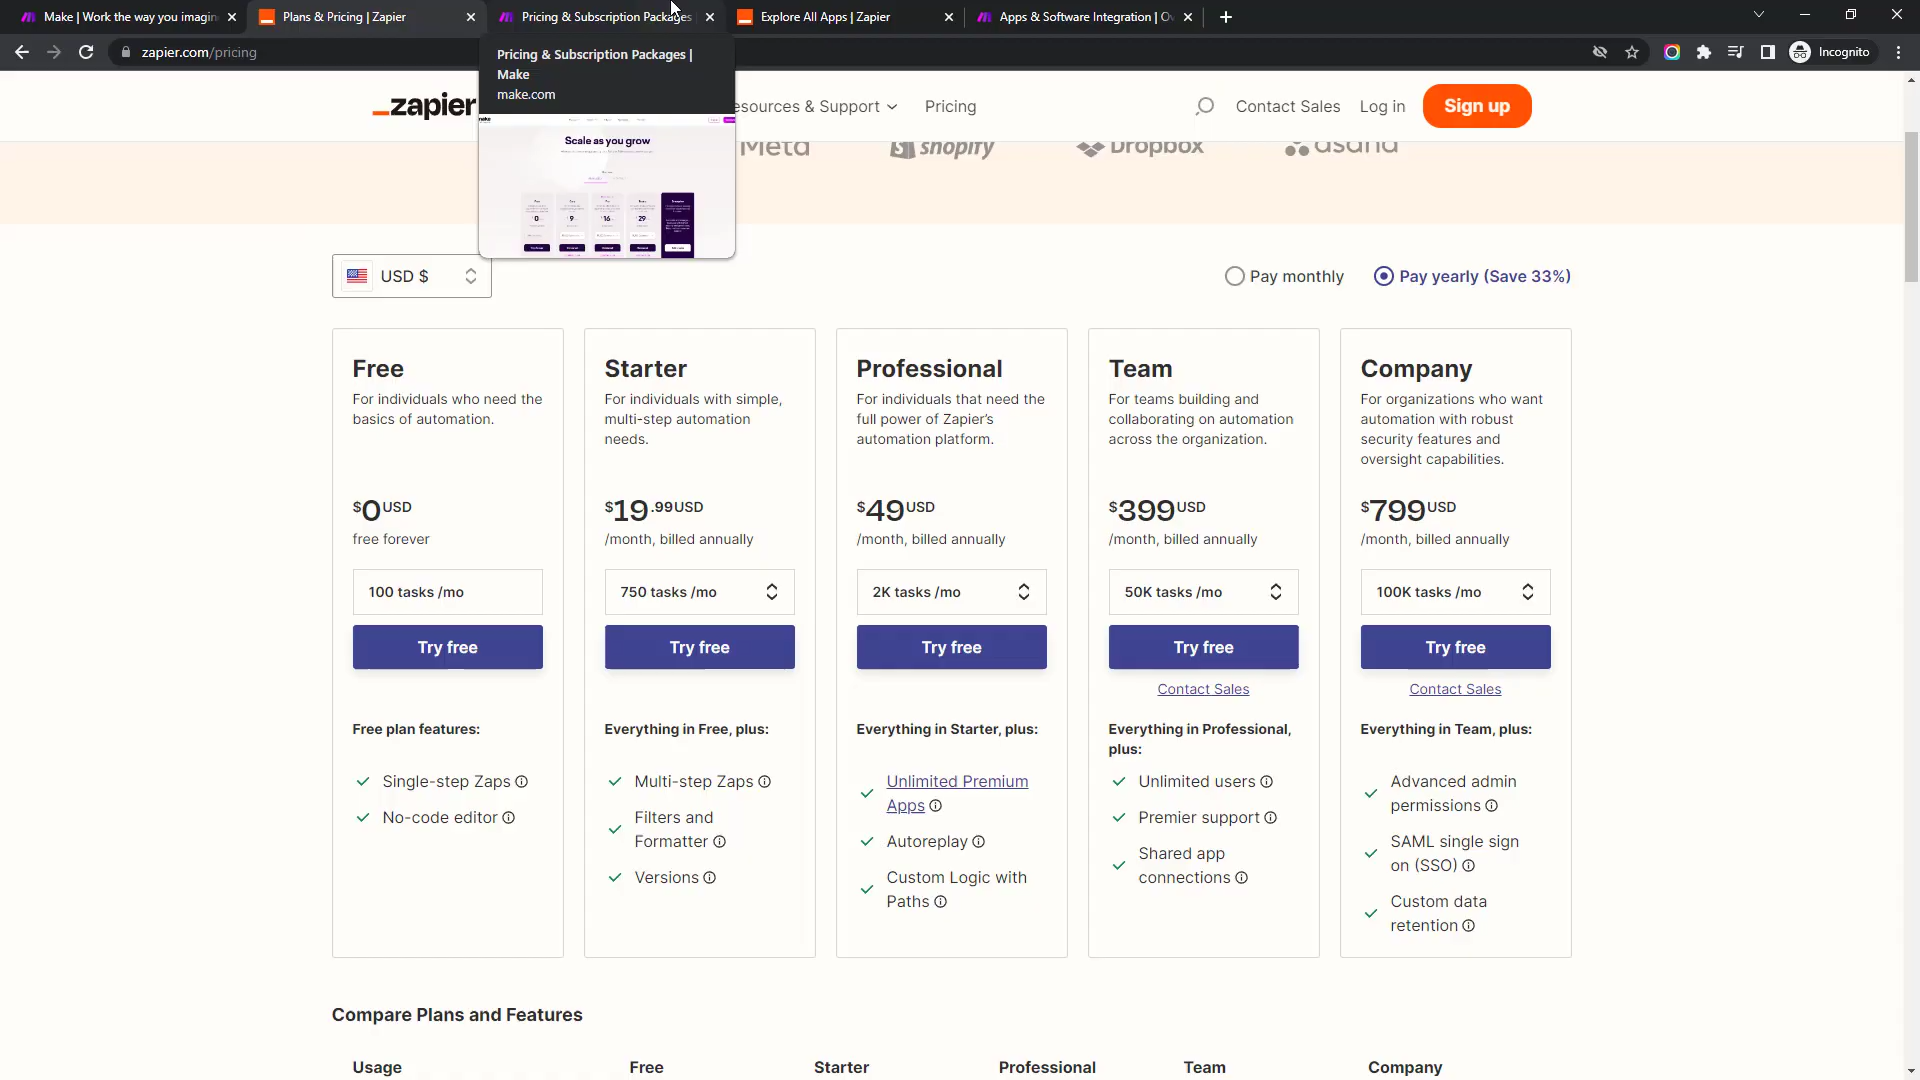 Make | Work the way you imagin
Plans & Pricing | Zapier
Pricing & Subscription Packages
Explore All Apps | Zapier
Apps & Software Integration | O
zapier.com/pricing
Incognito
Pricing & Subscription Packages |
Make
make.com
zapier
esources & Support
Pricing
Contact Sales
Log in
Sign up
Scale as you grow
0
9
16
29
Meta
shopify
Dropbox
asana
USD $
Pay monthly
Pay yearly (Save 33%)
Free
For individuals who need the
basics of automation.
$0USD
free forever
100 tasks /mo
Try free
Free plan features:
Single-step Zaps
No-code editor
Starter
For individuals with simple,
multi-step automation
needs.
$19.99USD
/month, billed annually
750 tasks /mo
Try free
Everything in Free, plus:
Multi-step Zaps
Filters and
Formatter
Versions
Professional
For individuals that need the
full power of Zapier's
automation platform.
$49USD
/month, billed annually
2K tasks /mo
Try free
Everything in Starter, plus:
Unlimited Premium
Apps
Autoreplay
Custom Logic with
Paths
Team
For teams building and
collaborating on automation
across the organization.
$399USD
/month, billed annually
50K tasks /mo
Try free
Contact Sales
Everything in Professional,
plus:
Unlimited users
Premier support
Shared app
connections
Company
For organizations who want
automation with robust
security features and
oversight capabilities.
$799USD
/month, billed annually
100K tasks /mo
Try free
Contact Sales
Everything in Team, plus:
Advanced admin
permissions
SAML single sign
on (SSO)
Custom data
retention
Compare Plans and Features
Usage
Free
Starter
Professional
Team
Company